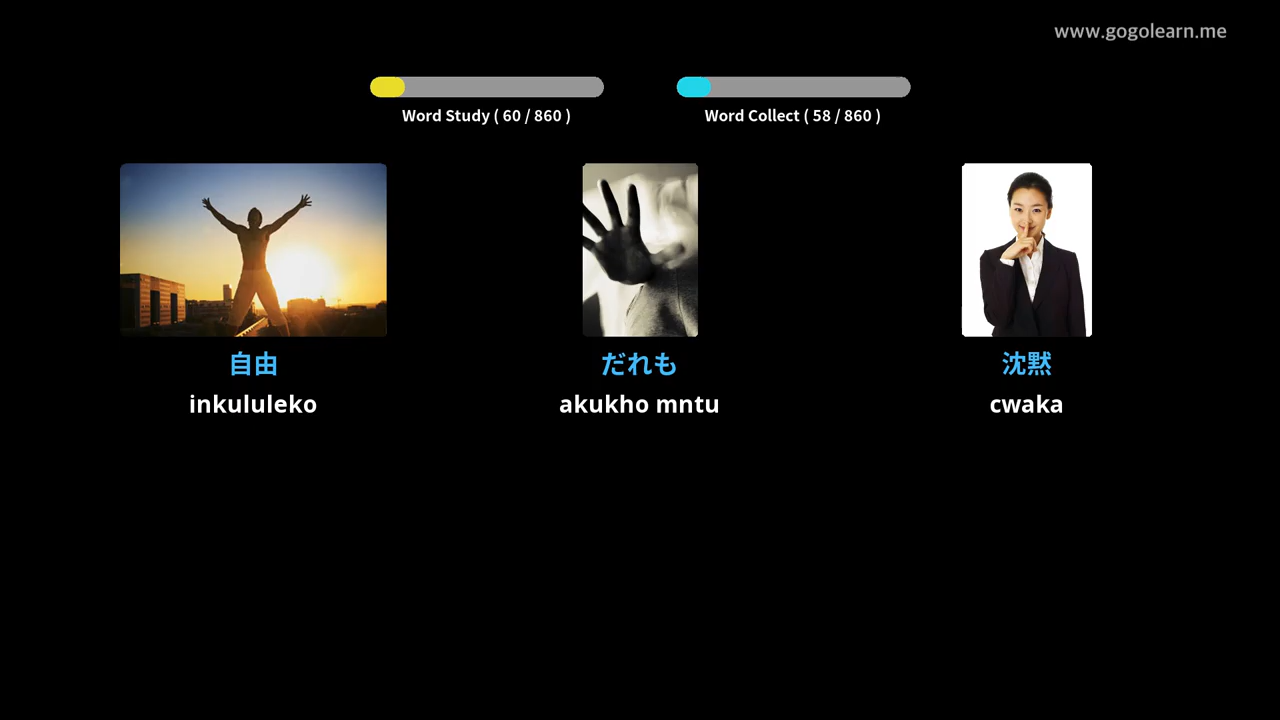 www.gogolearn.me
Word Study ( 60 / 860 )
Word Collect ( 58 / 860 )
自由
だれも
沈黙
inkululeko
akukho mntu
cwaka